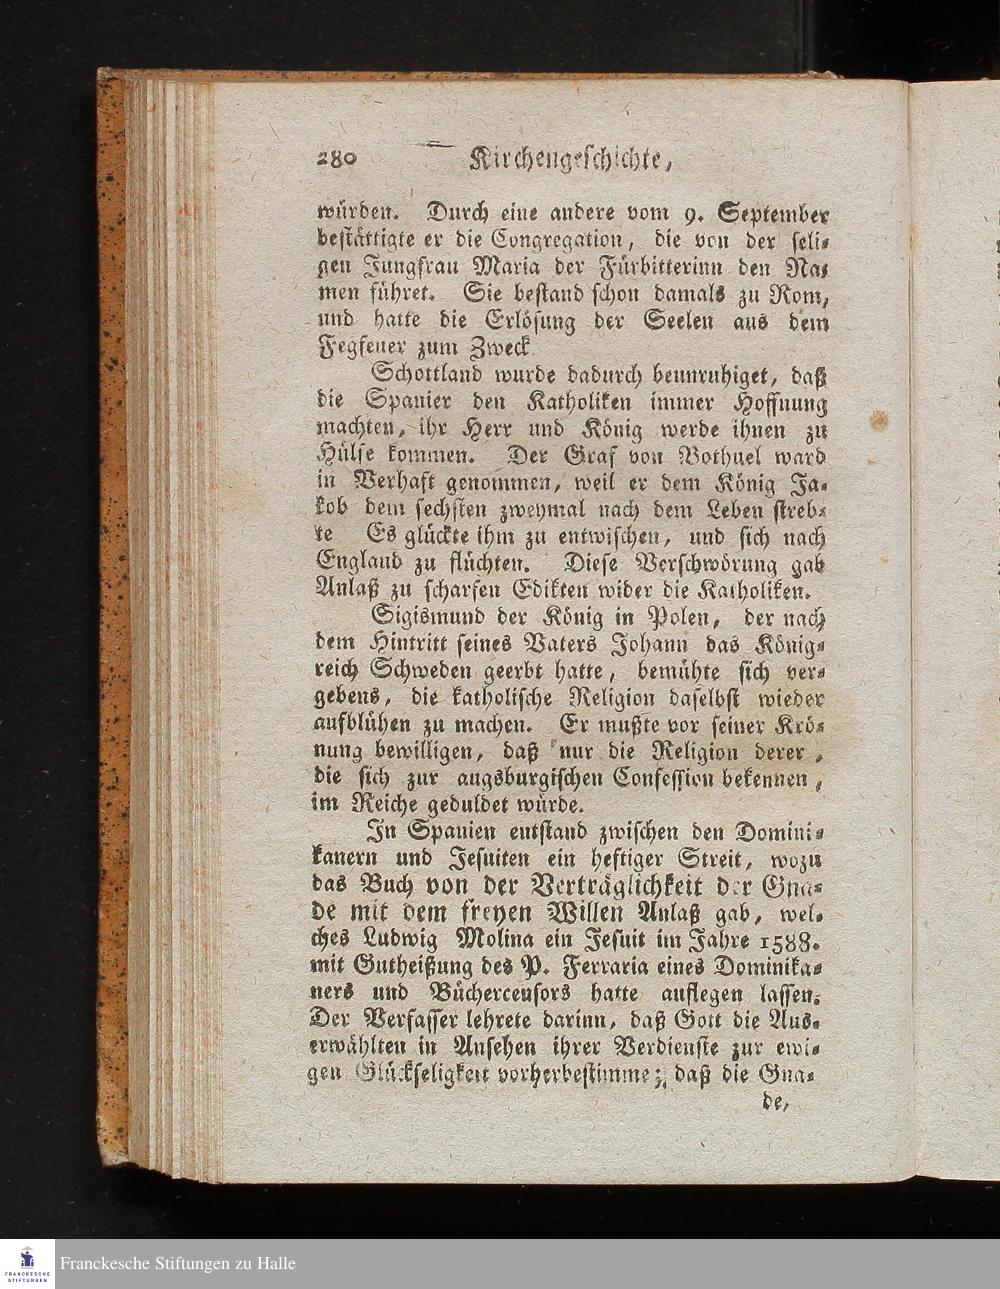 280 Kirchengeschichte,
würden. Durch eine andere vom 9. September
bestättigte er die Congregation, die von der seli-
gen Jungfrau Maria der Fürbitterinn den Na-
men führet. Sie bestand schon damals zu Rom,
und hatte die Erlösung der Seelen aus dem
Fegfeuer zum Zweck
Schottland wurde dadurch beunruhiget, daß
die Spanier den Katholiken immer Hoffnung
machten, ihr Herr und König werde ihnen zu
Hülfe kommen. Der Graf von Bothuel ward
in Verhaft genommen, weil er dem König Ja-
kob dem sechsten zweymal nach dem Leben streb-
te Es glückte ihm zu entwischen, und sich nach
England zu flüchten. Diese Verschwörung gab
Anlaß zu scharfen Edikten wider die Katholiken.
Sigismund der König in Polen, der nach
dem Hintritt seines Vaters Johann das König-
reich Schweden geerbt hatte, bemühte sich ver-
gebens, die katholische Religion daselbst wieder
aufblühen zu machen. Er mußte vor seiner Krö-
nung bewilligen, daß nur die Religion derer,
die sich zur augsburgischen Confession bekennen,
im Reiche geduldet würde.
In Spanien entstand zwischen den Domini-
kanern und Jesuiten ein heftiger Streit, wozu
das Buch von der Verträglichkeit der Gna-
de mit dem freyen Willen Anlaß gab, wel-
ches Ludwig Molina ein Jesuit im Jahre 1588.
mit Gutheißung des P. Ferraria eines Dominika-
ners und Büchercensors hatte auflegen lassen.
Der Verfasser lehrete darinn, daß Gott die Aus-
erwählten in Ansehen ihrer Verdienste zur ewi-
gen Glückseligkeit vorherbestimme; daß die Gna-
de,
FRANCKESCHE
STIFTUNGEN
Franckesche Stiftungen zu Halle